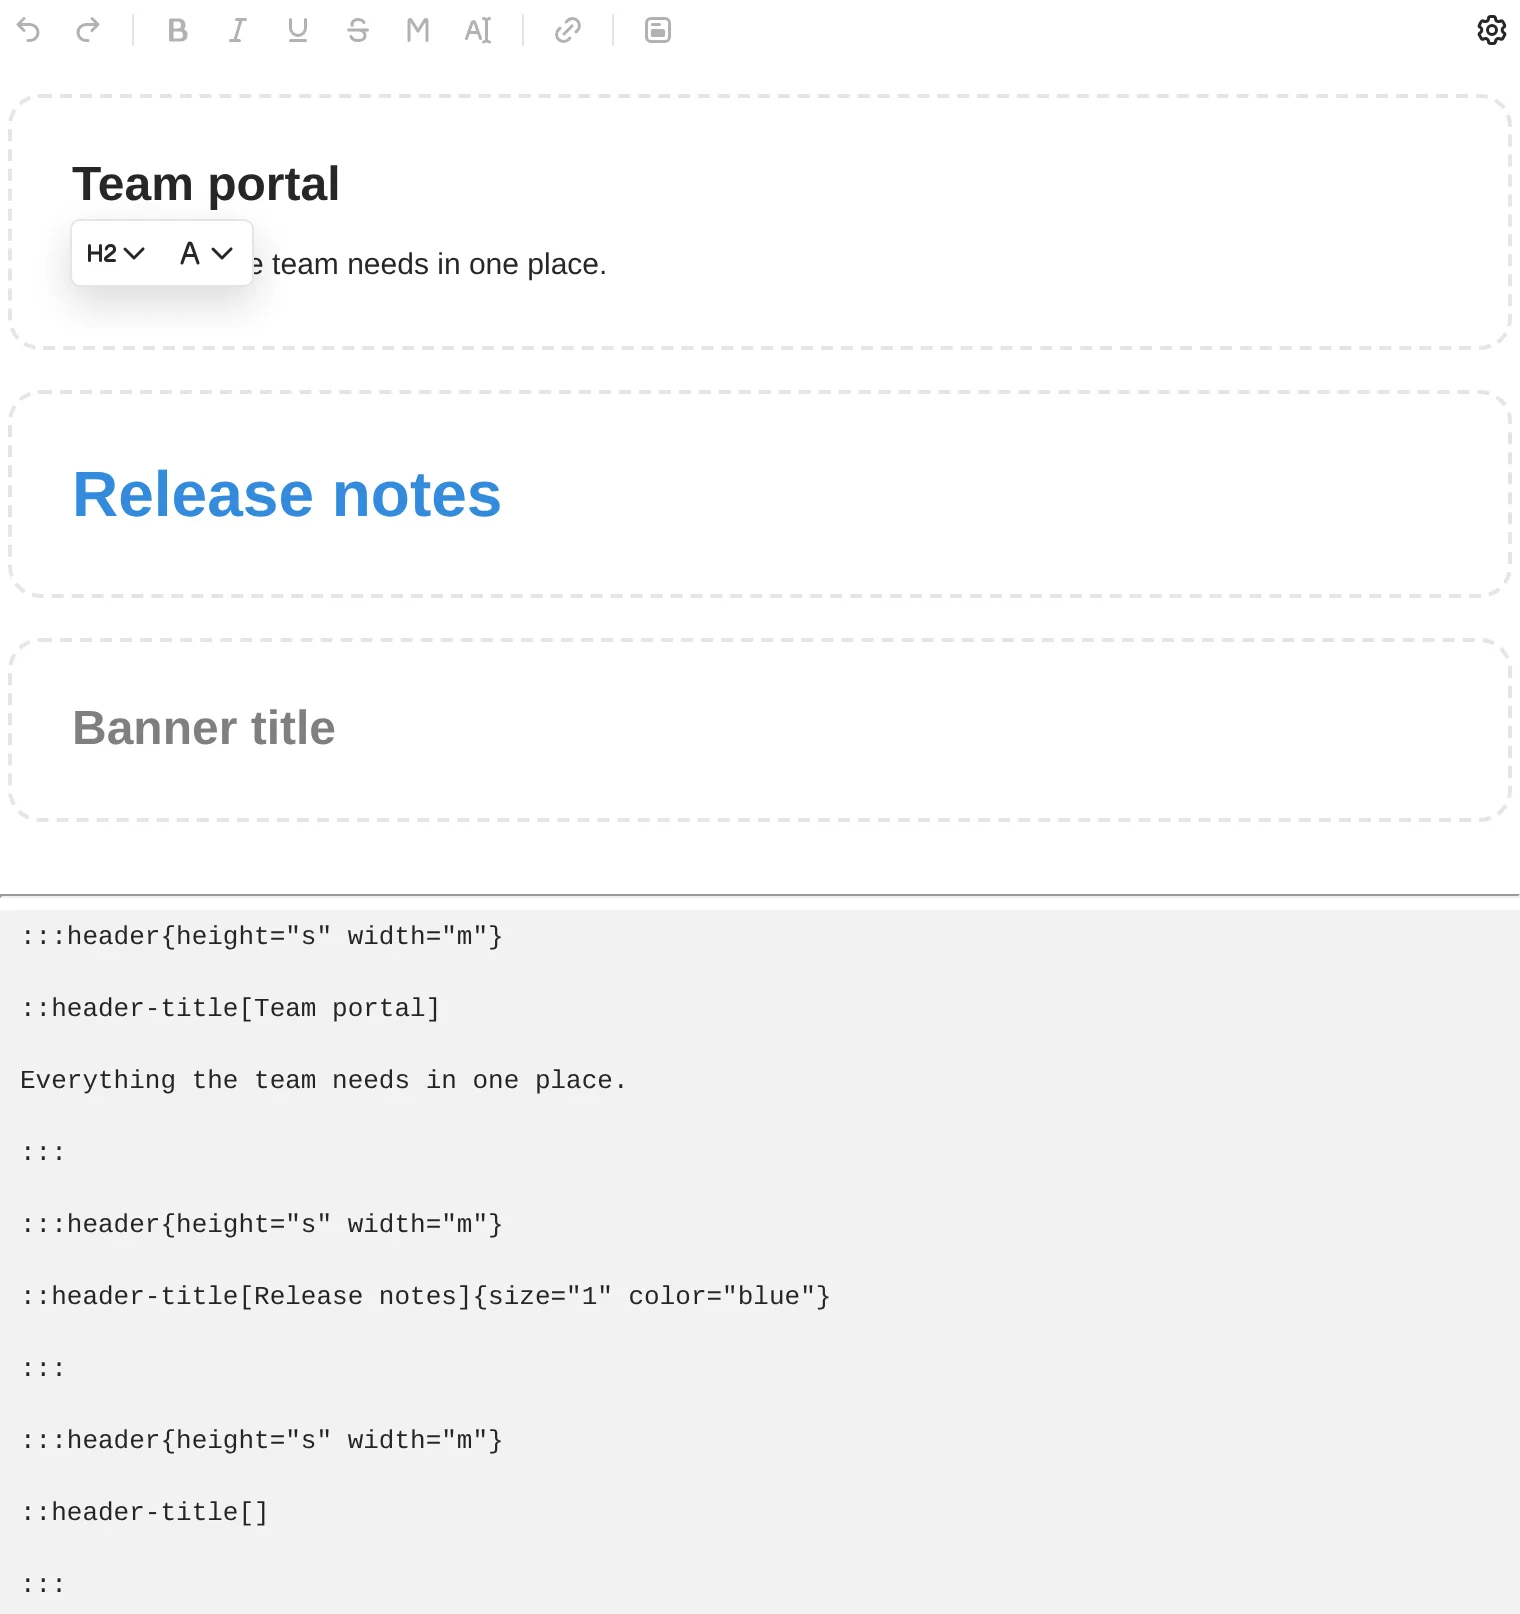 B I U S M A
Team portal
H2 A
e team needs in one place.
Release notes
Banner title
:::header{height="s" width="m"}
::header-title[Team portal]
Everything the team needs in one place.
:::
:::header{height="s" width="m"}
::header-title[Release notes]{size="1" color="blue"}
:::
:::header{height="s" width="m"}
::header-title[]
:::